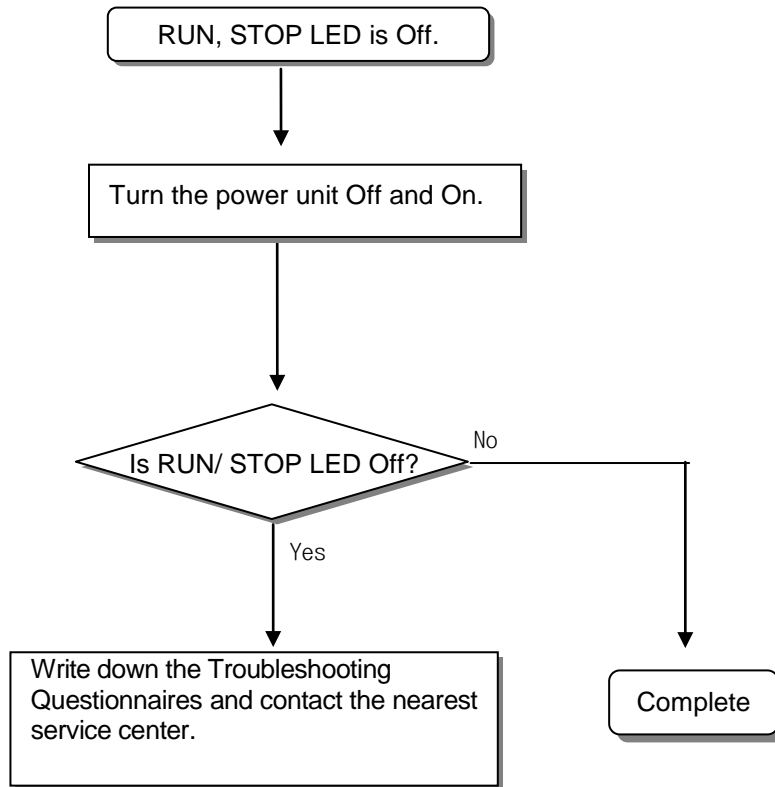 RUN, STOP LED is Off.
Turn the power unit Off and On.
Is RUN/ STOP LED Off?
No
Yes
Write down the Troubleshooting
Questionnaires and contact the nearest
service center.
Complete